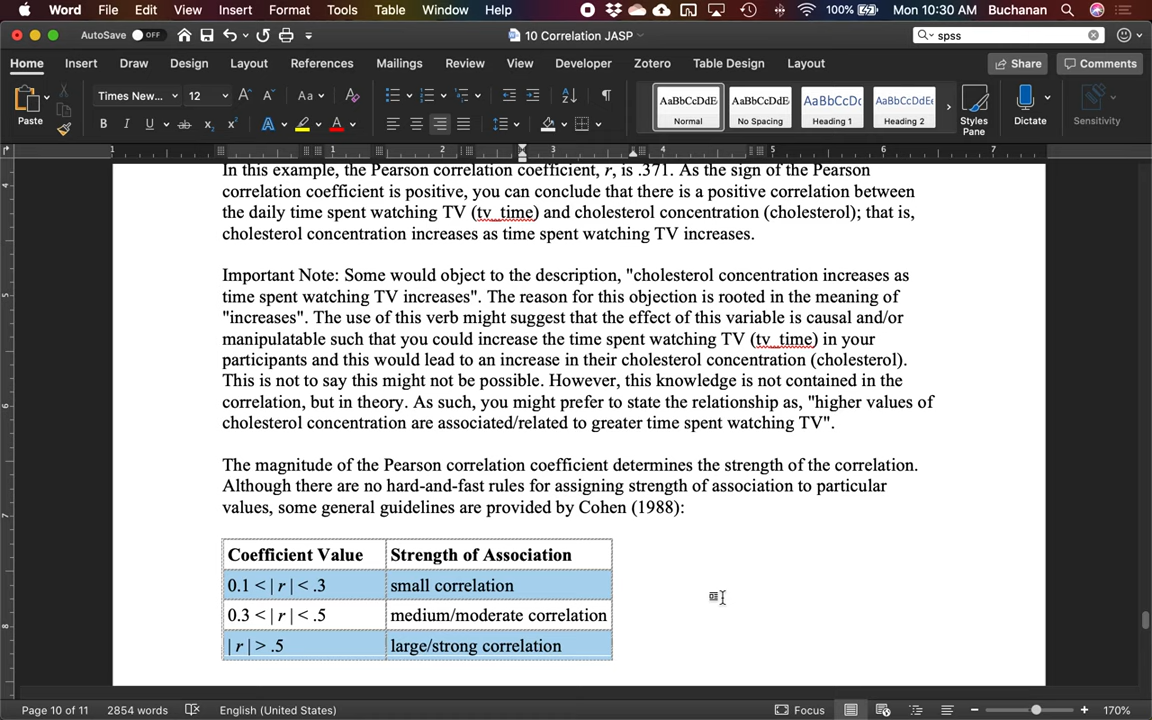 Word File Edit View Insert Format Tools Table Window Help 100% Mon 10:30 AM Buchanan
AutoSave OFF 10 Correlation JASP spss
Home Insert Draw Design Layout References Mailings Review View Developer Zotero Table Design Layout Share Comments
Paste Times New... 12 Aa AaBbCcDdE AaBbCcDdE AaBbCcDc AaBbCcDdEe Styles Pane Dictate Sensitivity
Normal No Spacing Heading 1 Heading 2
1 1 2 3 4 5 6 7
In this example, the Pearson correlation coefficient, r, is .371. As the sign of the Pearson
correlation coefficient is positive, you can conclude that there is a positive correlation between
the daily time spent watching TV (tv_time) and cholesterol concentration (cholesterol); that is,
cholesterol concentration increases as time spent watching TV increases.
Important Note: Some would object to the description, "cholesterol concentration increases as
time spent watching TV increases". The reason for this objection is rooted in the meaning of
"increases". The use of this verb might suggest that the effect of this variable is causal and/or
manipulatable such that you could increase the time spent watching TV (tv_time) in your
participants and this would lead to an increase in their cholesterol concentration (cholesterol).
This is not to say this might not be possible. However, this knowledge is not contained in the
correlation, but in theory. As such, you might prefer to state the relationship as, "higher values of
cholesterol concentration are associated/related to greater time spent watching TV".
The magnitude of the Pearson correlation coefficient determines the strength of the correlation.
Although there are no hard-and-fast rules for assigning strength of association to particular
values, some general guidelines are provided by Cohen (1988):
Coefficient Value Strength of Association
0.1 < | r | < .3 small correlation
0.3 < | r | < .5 medium/moderate correlation
| r | > .5 large/strong correlation
Page 10 of 11 2854 words English (United States) Focus 170%